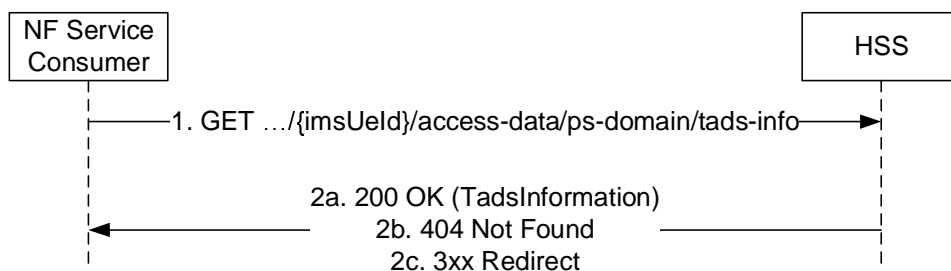 NF Service
Consumer
HSS
1. GET …/{imsUeId}/access-data/ps-domain/tads-info
2a. 200 OK (TadsInformation)
2b. 404 Not Found
2c. 3xx Redirect